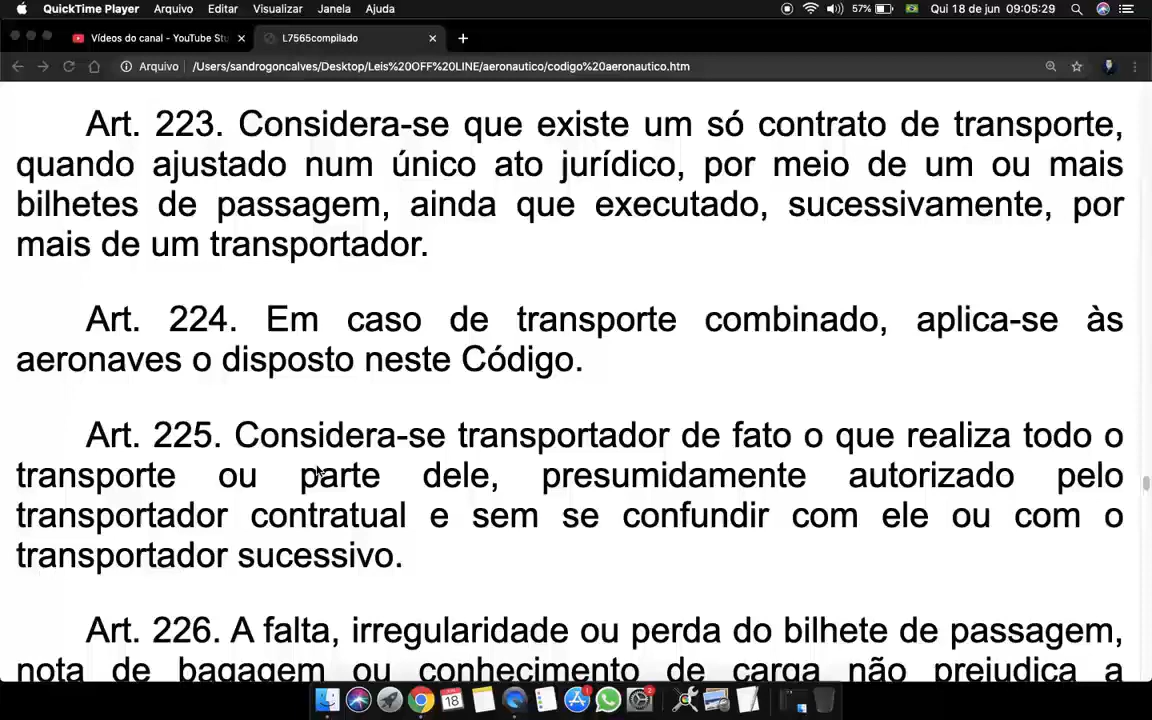 QuickTime Player Arquivo Editar Visualizar Janela Ajuda 57% Qui 18 de jun 09:05:29
Vídeos do canal - YouTube Stu L7565compilado
Arquivo /Users/sandrogoncalves/Desktop/Leis%20OFF%20LINE/aeronautico/codigo%20aeronautico.htm
Art. 223. Considera-se que existe um só contrato de transporte,
quando ajustado num único ato jurídico, por meio de um ou mais
bilhetes de passagem, ainda que executado, sucessivamente, por
mais de um transportador.
Art. 224. Em caso de transporte combinado, aplica-se às
aeronaves o disposto neste Código.
Art. 225. Considera-se transportador de fato o que realiza todo o
transporte ou parte dele, presumidamente autorizado pelo
transportador contratual e sem se confundir com ele ou com o
transportador sucessivo.
Art. 226. A falta, irregularidade ou perda do bilhete de passagem,
nota de bagagem ou conhecimento de carga não prejudica a